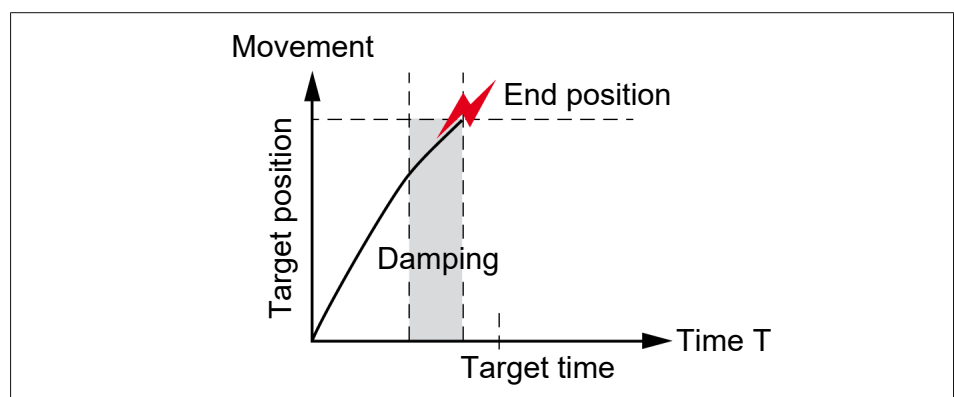 Movement
End position
Target position
Damping
Time T
Target time